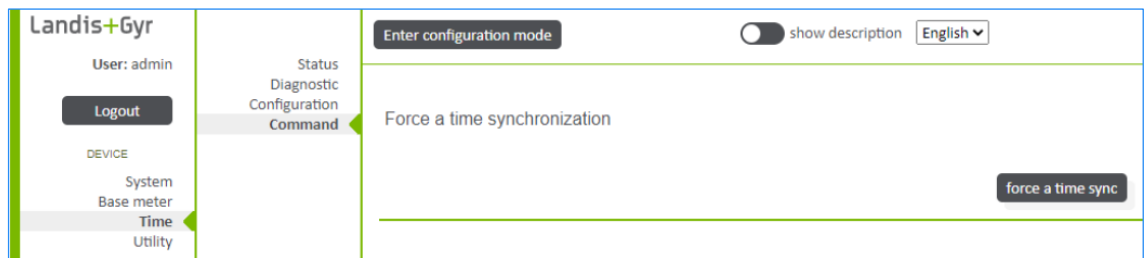 Landis+Gyr
User: admin
Logout
DEVICE
System
Base meter
Time
Utility
Status
Diagnostic
Configuration
Command
Enter configuration mode
show description
English
Force a time synchronization
force a time sync